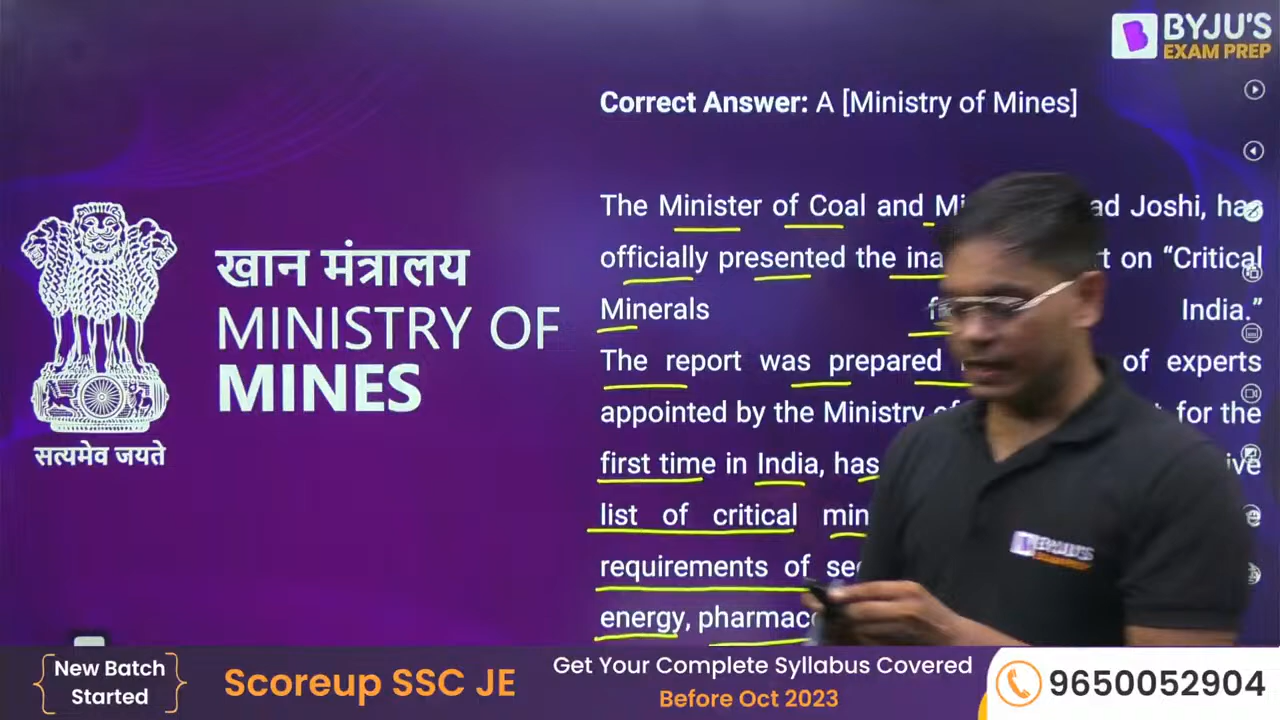 BYJU'S
EXAM PREP
Correct Answer: A [Ministry of Mines]
The Minister of Coal and ad Joshi, has
officially presented the on “Critical
Minerals India.”
The report was prepared of experts
appointed by the Ministry for the
first time in India, has
list of critical
requirements of
energy,
खान मंत्रालय
MINISTRY OF
MINES
सत्यमेव जयते
New Batch
Started
Scoreup SSC JE
Get Your Complete Syllabus Covered
Before Oct 2023
9650052904